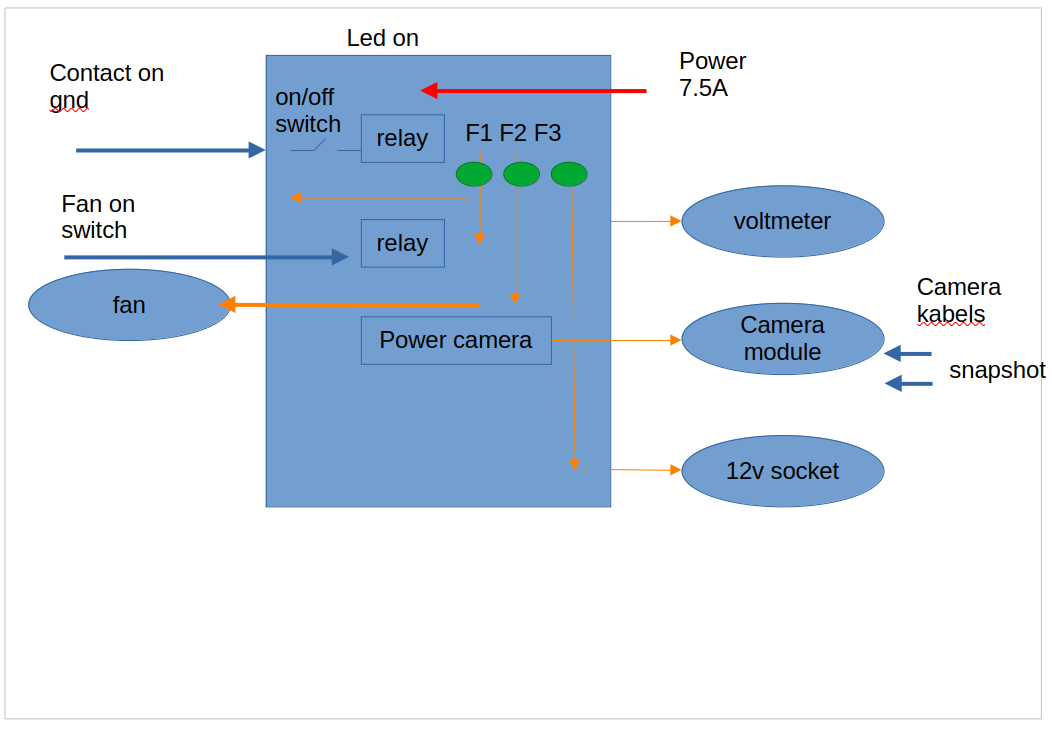 Led on
Contact on
gnd
Power
7.5A
on/off
switch
relay
F1 F2 F3
Fan on
switch
relay
voltmeter
fan
Power camera
Camera
module
Camera
kabels
snapshot
12v socket